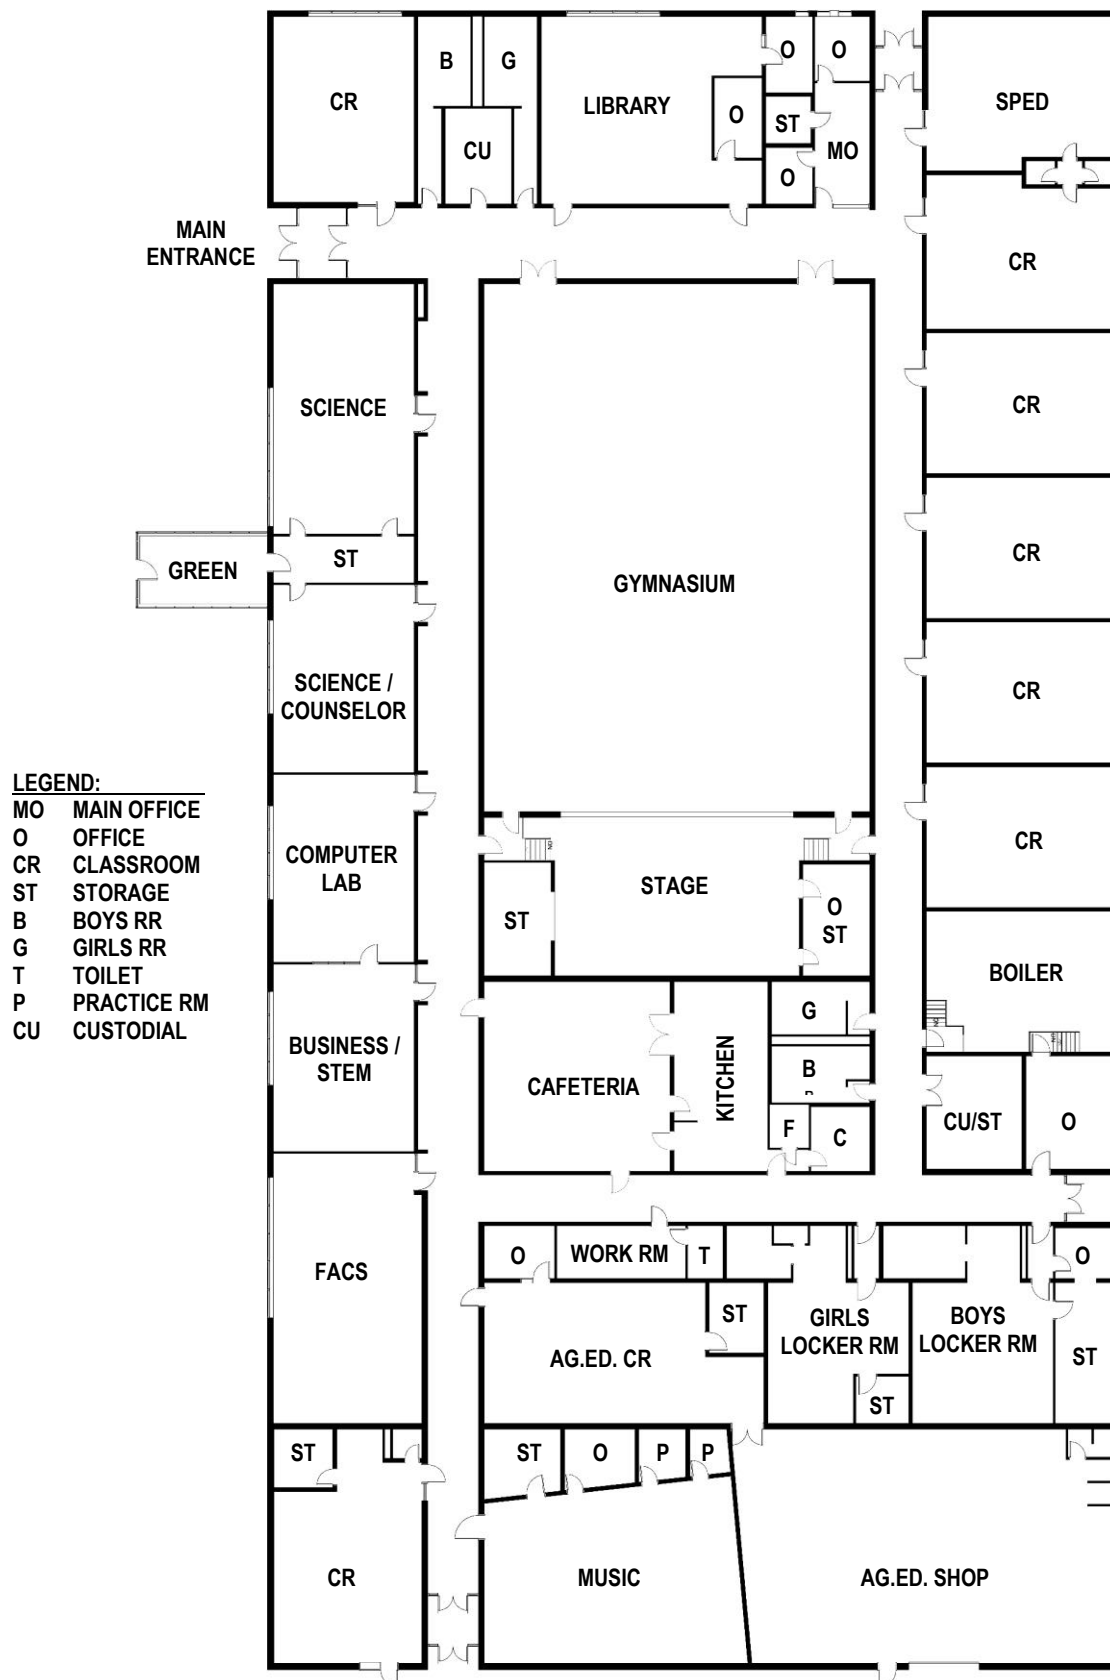 B
G
O
O
CR
LIBRARY
SPED
O
ST
CU
MO
O
MAIN
ENTRANCE
CR
SCIENCE
CR
ST
GREEN
CR
GYMNASIUM
SCIENCE /
COUNSELOR
CR
LEGEND:
MO MAIN OFFICE
O OFFICE
CR CLASSROOM
ST STORAGE
B BOYS RR
G GIRLS RR
T TOILET
P PRACTICE RM
CU CUSTODIAL
COMPUTER
LAB
CR
STAGE
ST
O
ST
BOILER
G
BUSINESS /
STEM
CAFETERIA
KITCHEN
B
F
C
CU/ST
O
FACS
O
WORK RM
T
O
ST
GIRLS
LOCKER RM
BOYS
LOCKER RM
AG.ED. CR
ST
ST
ST
ST
O
P
P
CR
MUSIC
AG.ED. SHOP